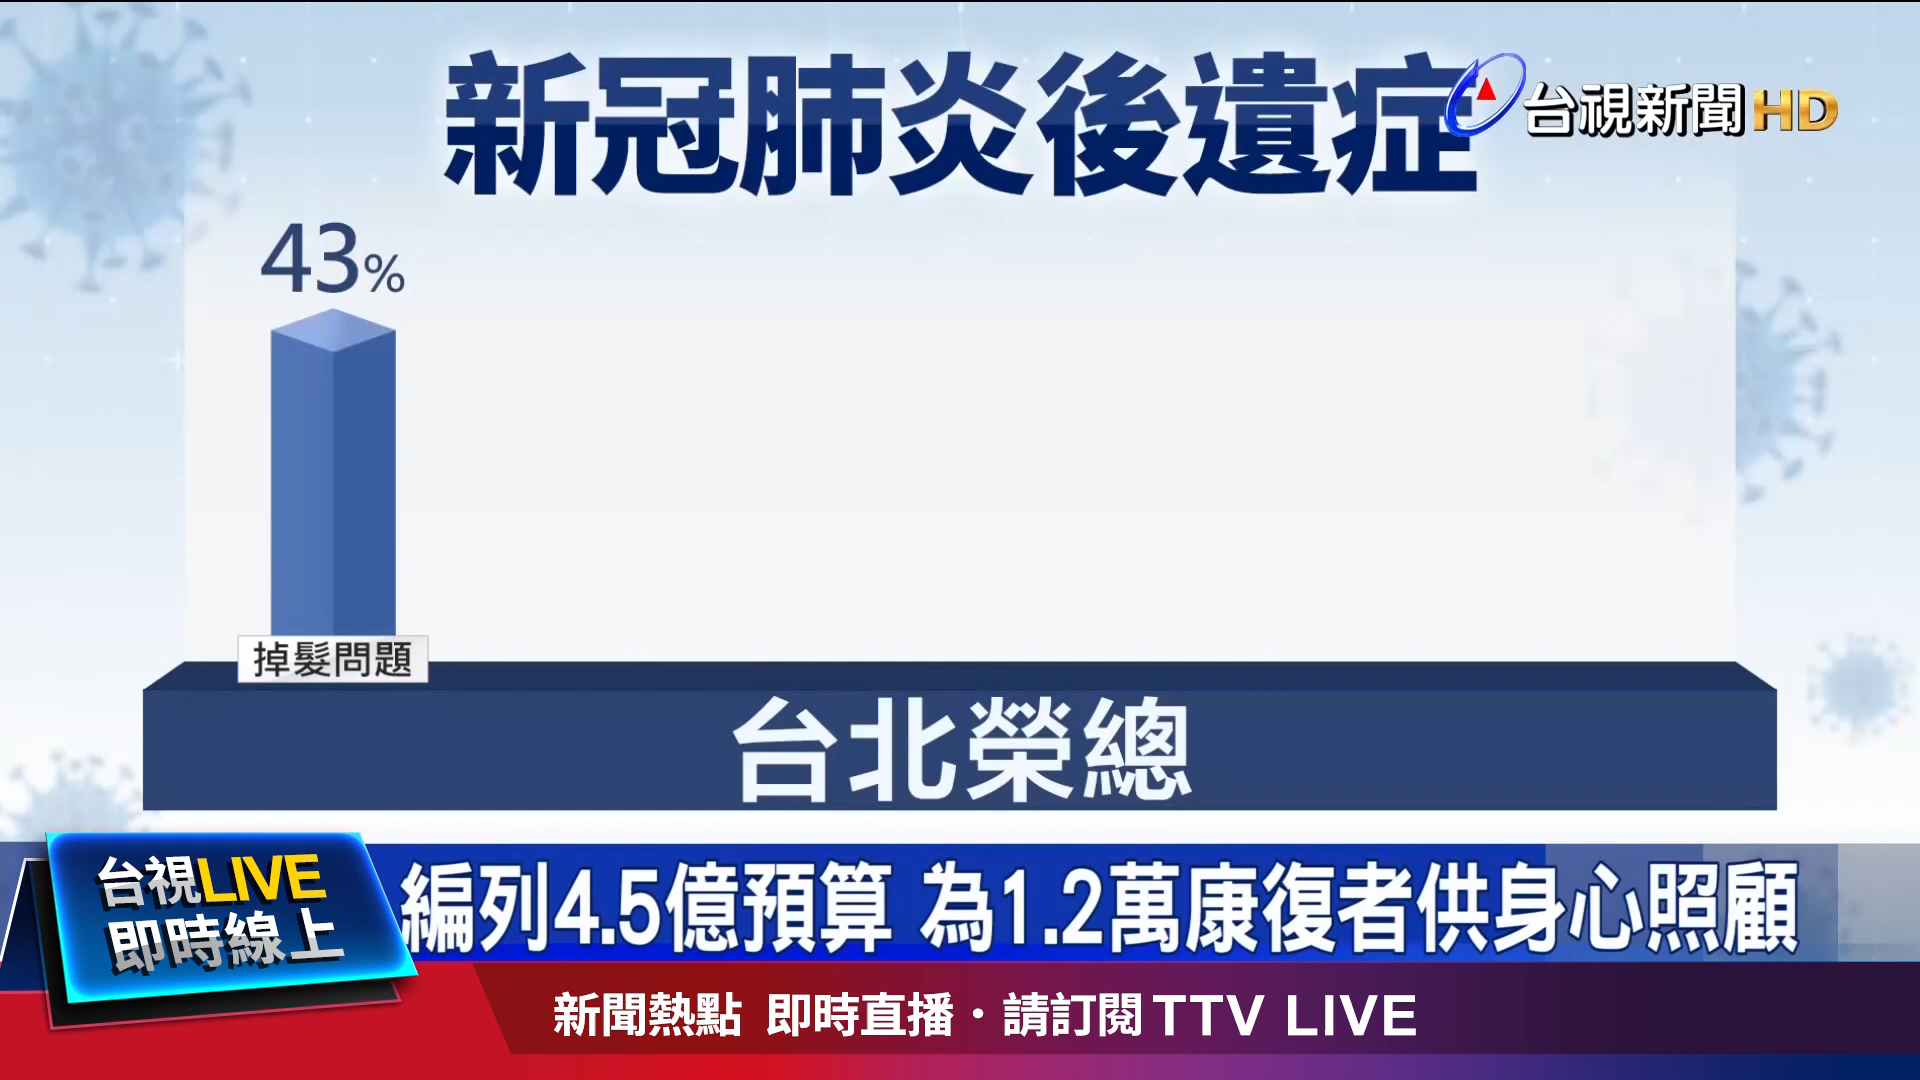 新冠肺炎後遺症
台視新聞HD
43%
掉髮問題
台北榮總
台視LIVE
即時線上
編列4.5億預算 為1.2萬康復者供身心照顧
新聞熱點 即時直播・請訂閱TTV LIVE